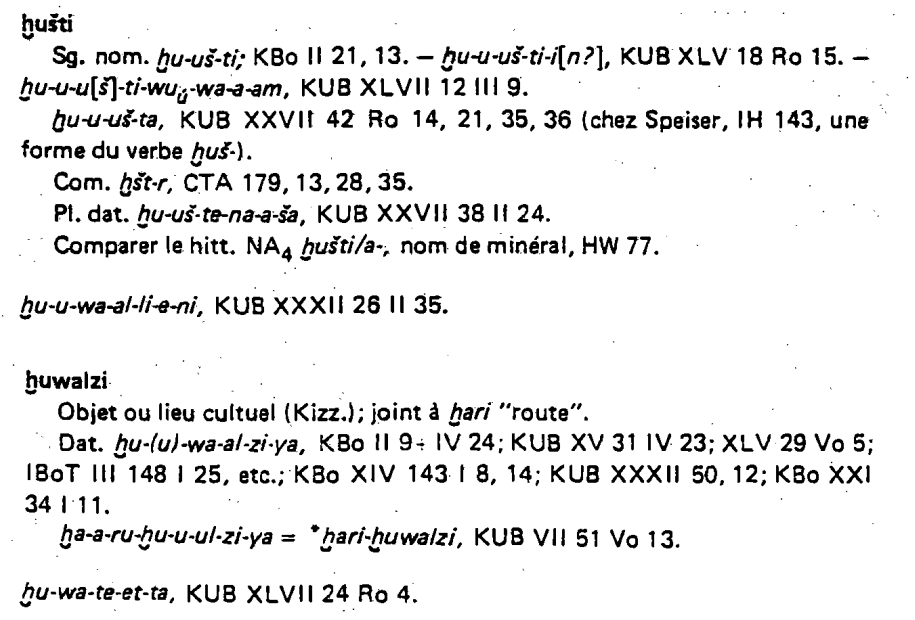 ḫušti
Sg. nom. ḫu-uš-ti; KBo II 21, 13. – ḫu-u-uš-ti-i[n?], KUB XLV 18 Ro 15. –
ḫu-u-u[š]-ti-wuᵤ́-wa-a-am, KUB XLVII 12 III 9.
ḫu-u-uš-ta, KUB XXVII 42 Ro 14, 21, 35, 36 (chez Speiser, IH 143, une
forme du verbe ḫuš-).
Com. ḫšt-r, CTA 179, 13, 28, 35.
Pl. dat. ḫu-uš-te-na-a-ša, KUB XXVII 38 II 24.
Comparer le hitt. NA₄ ḫušti/a-, nom de minéral, HW 77.
ḫu-u-wa-al-li-e-ni, KUB XXXII 26 II 35.
ḫuwalzi
Objet ou lieu cultuel (Kizz.); joint à ḫari "route".
Dat. ḫu-(u)-wa-al-zi-ya, KBo II 9+ IV 24; KUB XV 31 IV 23; XLV 29 Vo 5;
IBoT III 148 I 25, etc.; KBo XIV 143 I 8, 14; KUB XXXII 50, 12; KBo XXI
34 I 11.
ḫa-a-ru-ḫu-u-ul-zi-ya = *ḫari-ḫuwalzi, KUB VII 51 Vo 13.
ḫu-wa-te-et-ta, KUB XLVII 24 Ro 4.